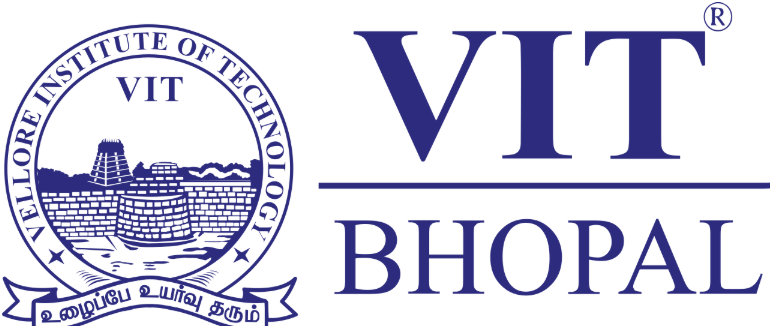 VELLORE INSTITUTE OF TECHNOLOGY
VIT
உழைப்பே உயர்வு தரும்
VIT®
BHOPAL